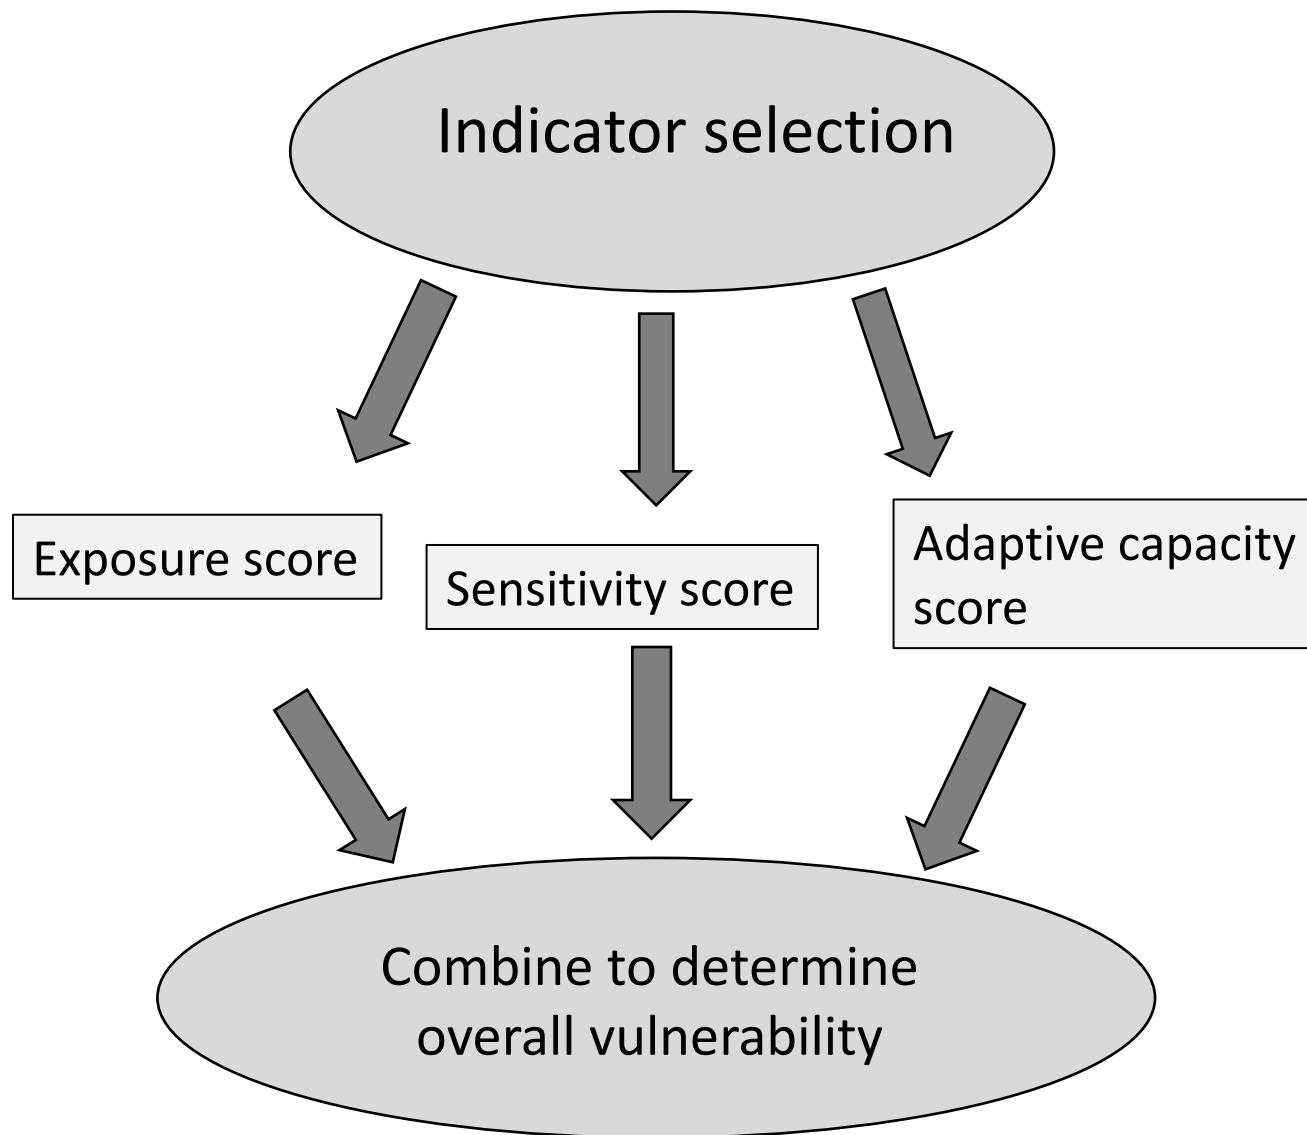 Indicator selection
Exposure score
Sensitivity score
Adaptive capacity
score
Combine to determine
overall vulnerability